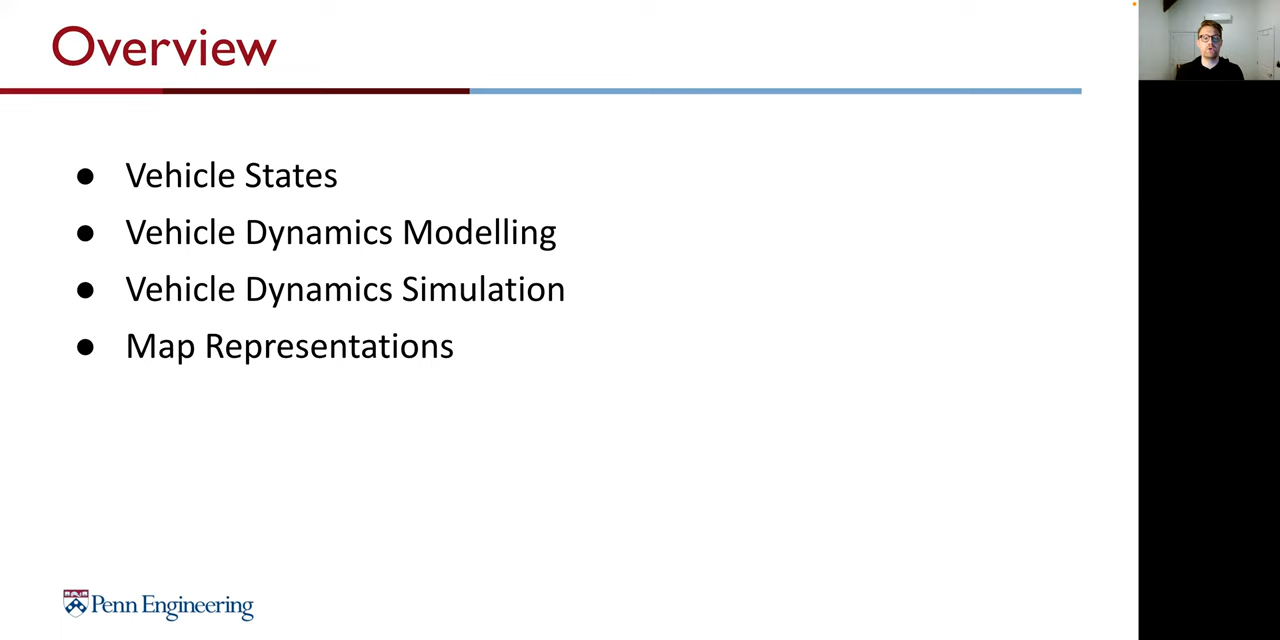 Overview
● Vehicle States
● Vehicle Dynamics Modelling
● Vehicle Dynamics Simulation
● Map Representations
Penn Engineering